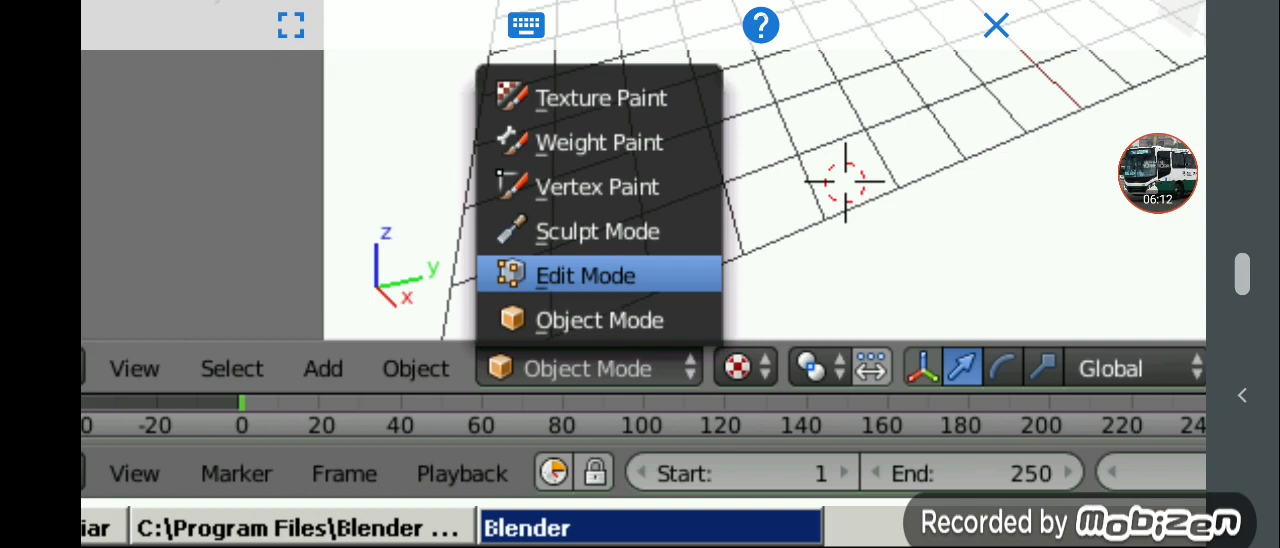 ?
Texture Paint
Weight Paint
Vertex Paint
Sculpt Mode
Edit Mode
Object Mode
06:12
z
y
x
View Select Add Object Object Mode Global
0 -20 0 20 40 60 80 100 120 140 160 180 200 220 24
View Marker Frame Playback Start: 1 End: 250
iar C:\Program Files\Blender ... Blender
Recorded by mobizen